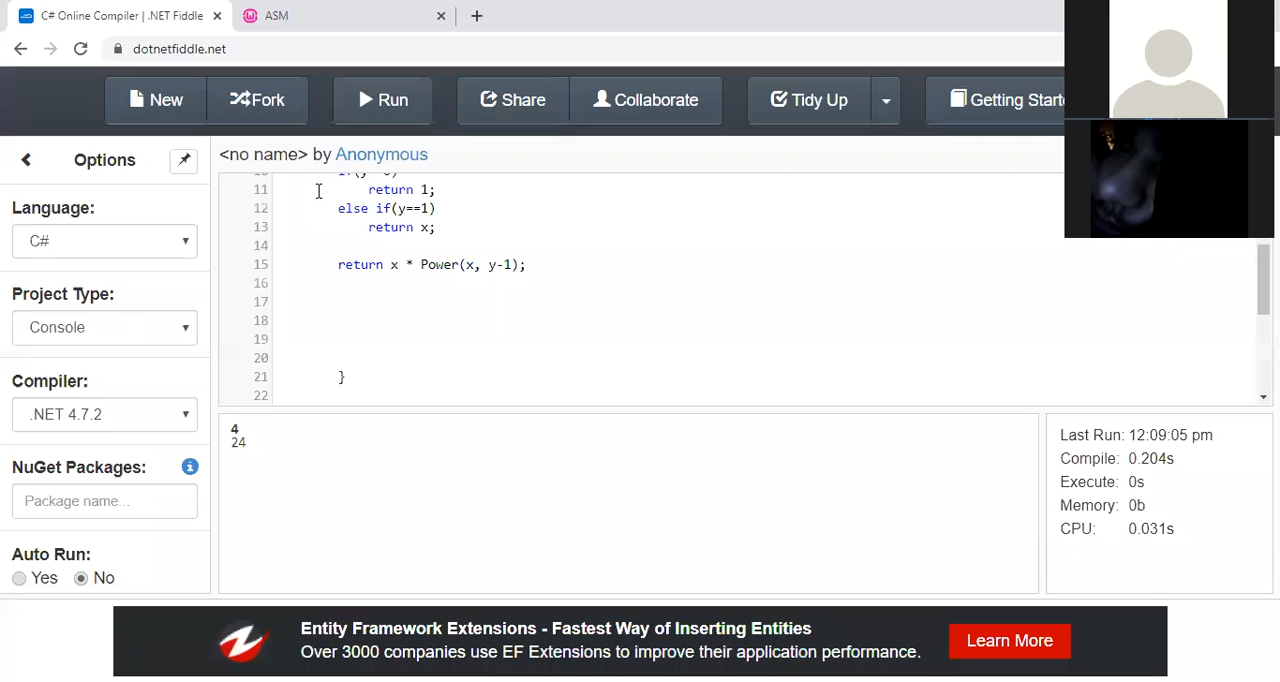 C# Online Compiler | .NET Fiddle
ASM
dotnetfiddle.net
New
Fork
Run
Share
Collaborate
Tidy Up
Getting Starte
Options
<no name> by Anonymous
Language:
C#
Project Type:
Console
Compiler:
.NET 4.7.2
NuGet Packages:
Package name...
Auto Run:
Yes No
11 return 1;
12 else if(y==1)
13 return x;
14
15 return x * Power(x, y-1);
16
17
18
19
20
21 }
22
4
24
Last Run: 12:09:05 pm
Compile: 0.204s
Execute: 0s
Memory: 0b
CPU: 0.031s
Entity Framework Extensions - Fastest Way of Inserting Entities
Over 3000 companies use EF Extensions to improve their application performance.
Learn More